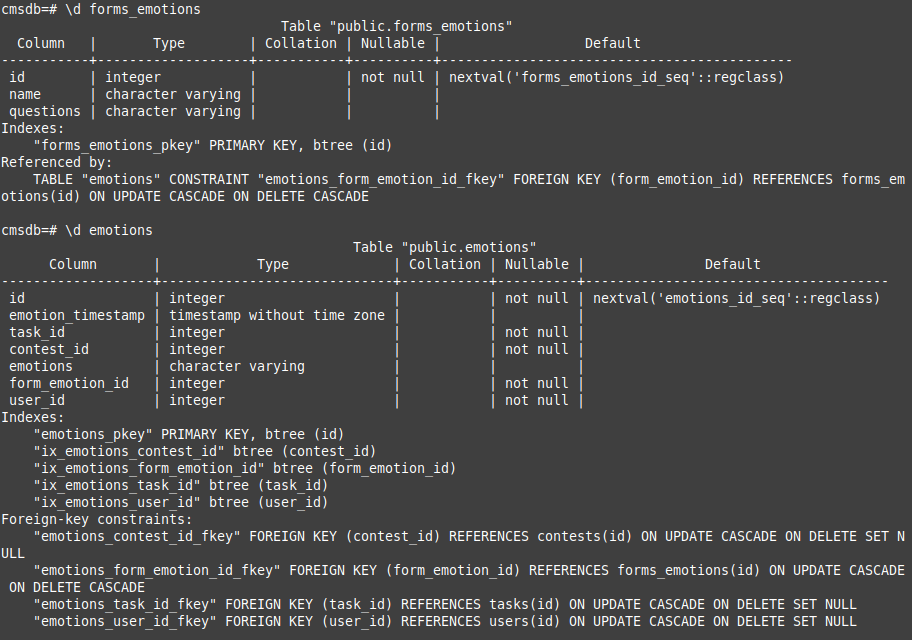 cmsdb=# \d forms_emotions
Table "public.forms_emotions"
Column | Type | Collation | Nullable | Default
-----------+-------------------+-----------+----------+--------------------------------------------
id | integer | | not null | nextval('forms_emotions_id_seq'::regclass)
name | character varying | | |
questions | character varying | | |
Indexes:
"forms_emotions_pkey" PRIMARY KEY, btree (id)
Referenced by:
TABLE "emotions" CONSTRAINT "emotions_form_emotion_id_fkey" FOREIGN KEY (form_emotion_id) REFERENCES forms_em
otions(id) ON UPDATE CASCADE ON DELETE CASCADE
cmsdb=# \d emotions
Table "public.emotions"
Column | Type | Collation | Nullable | Default
-------------------+-----------------------------+-----------+----------+--------------------------------------
id | integer | | not null | nextval('emotions_id_seq'::regclass)
emotion_timestamp | timestamp without time zone | | |
task_id | integer | | not null |
contest_id | integer | | not null |
emotions | character varying | | |
form_emotion_id | integer | | not null |
user_id | integer | | not null |
Indexes:
"emotions_pkey" PRIMARY KEY, btree (id)
"ix_emotions_contest_id" btree (contest_id)
"ix_emotions_form_emotion_id" btree (form_emotion_id)
"ix_emotions_task_id" btree (task_id)
"ix_emotions_user_id" btree (user_id)
Foreign-key constraints:
"emotions_contest_id_fkey" FOREIGN KEY (contest_id) REFERENCES contests(id) ON UPDATE CASCADE ON DELETE SET N
ULL
"emotions_form_emotion_id_fkey" FOREIGN KEY (form_emotion_id) REFERENCES forms_emotions(id) ON UPDATE CASCADE
ON DELETE CASCADE
"emotions_task_id_fkey" FOREIGN KEY (task_id) REFERENCES tasks(id) ON UPDATE CASCADE ON DELETE SET NULL
"emotions_user_id_fkey" FOREIGN KEY (user_id) REFERENCES users(id) ON UPDATE CASCADE ON DELETE SET NULL